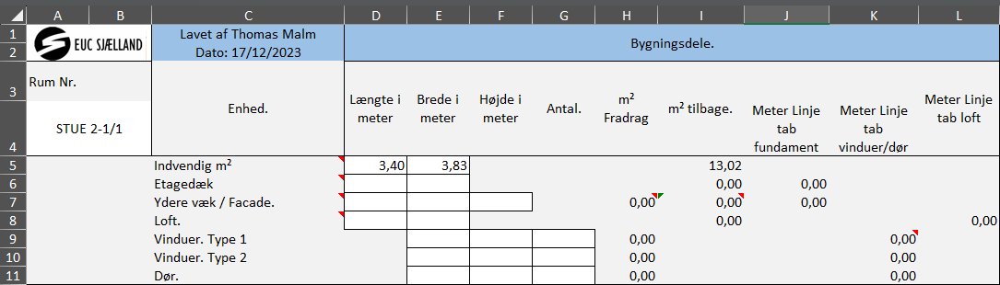 A B C D E F G H I J K L
1 EUC SJÆLLAND Lavet af Thomas Malm Bygningsdele.
2 Dato: 17/12/2023
3 Rum Nr. Enhed. Længte i meter Brede i meter Højde i meter Antal. m² Fradrag m² tilbage. Meter Linje tab fundament Meter Linje tab vinduer/dør Meter Linje tab loft
4 STUE 2-1/1
5 Indvendig m² 3,40 3,83 13,02
6 Etagedæk 0,00 0,00
7 Ydere væk / Facade. 0,00 0,00 0,00
8 Loft. 0,00 0,00
9 Vinduer. Type 1 0,00 0,00
10 Vinduer. Type 2 0,00 0,00
11 Dør. 0,00 0,00